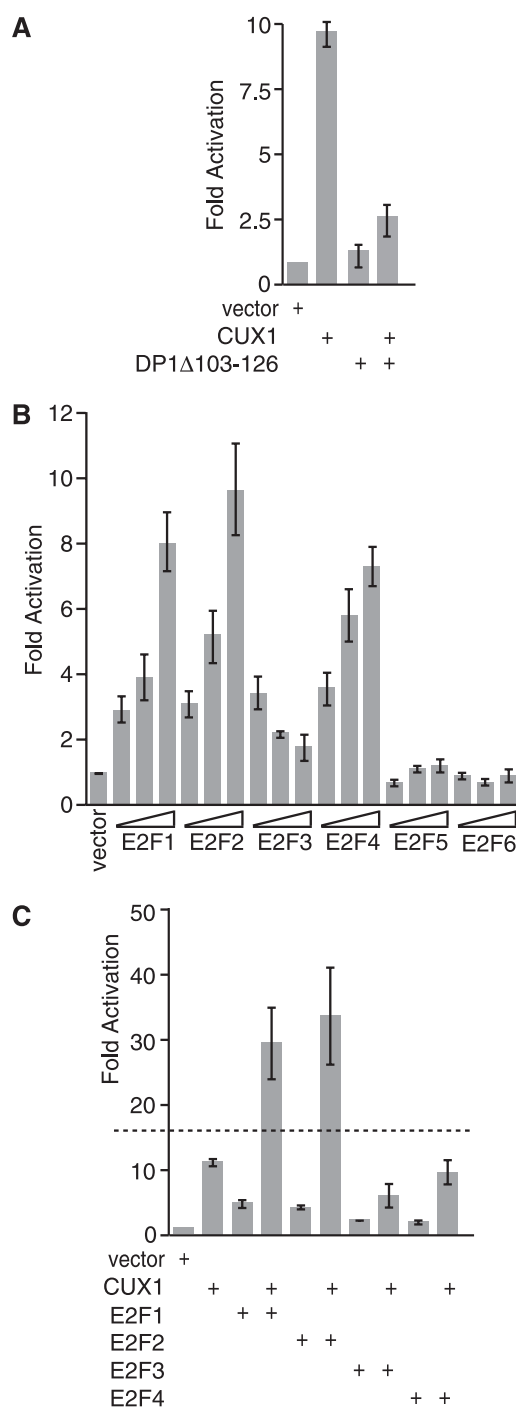 A
Fold Activation
10
7.5
5
2.5
0
vector +
CUX1 + +
DP1Δ103-126 + +
B
Fold Activation
12
10
8
6
4
2
0
vector E2F1 E2F2 E2F3 E2F4 E2F5 E2F6
C
Fold Activation
50
40
30
20
10
0
vector +
CUX1 + + + + +
E2F1 + +
E2F2 + +
E2F3 + +
E2F4 + +